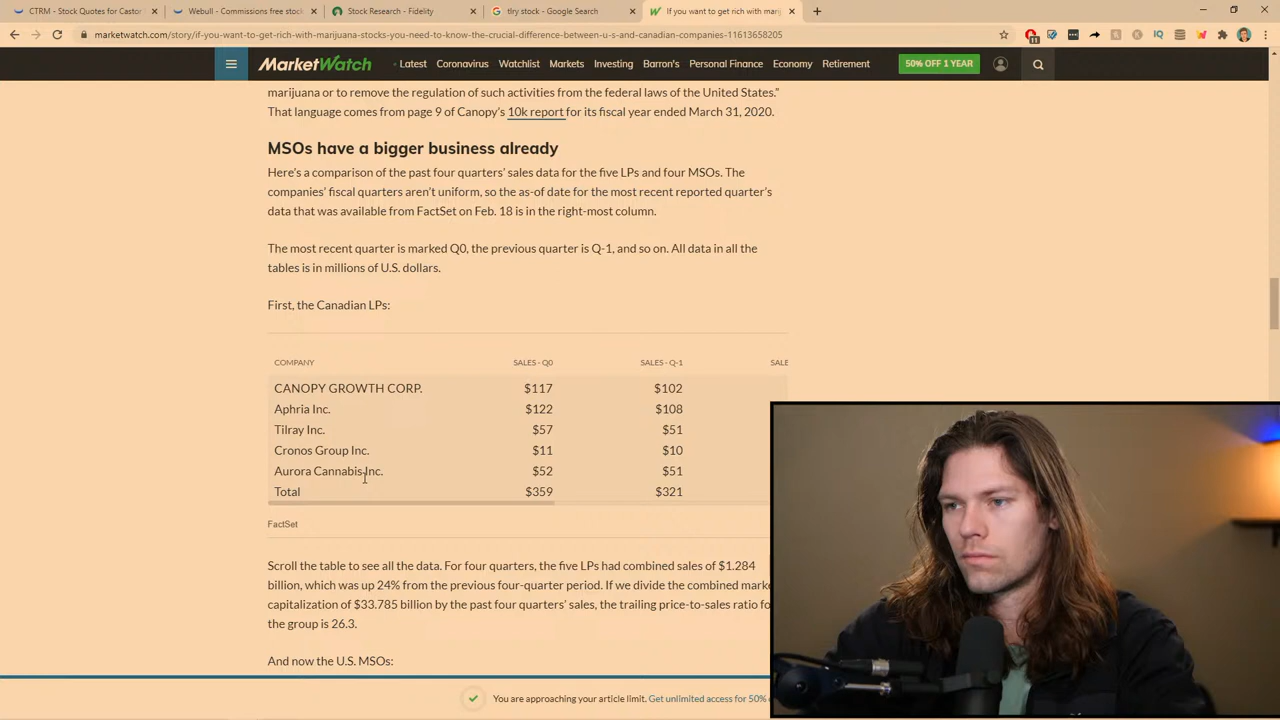 CTRM - Stock Quotes for Castor
Webull - Commissions free stock
Stock Research - Fidelity
tlry stock - Google Search
If you want to get rich with mari
marketwatch.com/story/if-you-want-to-get-rich-with-marijuana-stocks-you-need-to-know-the-crucial-difference-between-u-s-and-canadian-companies-11613658205
MarketWatch
Latest Coronavirus Watchlist Markets Investing Barron's Personal Finance Economy Retirement
50% OFF 1 YEAR
marijuana or to remove the regulation of such activities from the federal laws of the United States.”
That language comes from page 9 of Canopy’s 10k report for its fiscal year ended March 31, 2020.
MSOs have a bigger business already
Here’s a comparison of the past four quarters’ sales data for the five LPs and four MSOs. The
companies’ fiscal quarters aren’t uniform, so the as-of date for the most recent reported quarter’s
data that was available from FactSet on Feb. 18 is in the right-most column.
The most recent quarter is marked Q0, the previous quarter is Q-1, and so on. All data in all the
tables is in millions of U.S. dollars.
First, the Canadian LPs:
COMPANY SALES - Q0 SALES - Q-1 SALE
CANOPY GROWTH CORP. $117 $102
Aphria Inc. $122 $108
Tilray Inc. $57 $51
Cronos Group Inc. $11 $10
Aurora Cannabis Inc. $52 $51
Total $359 $321
FactSet
Scroll the table to see all the data. For four quarters, the five LPs had combined sales of $1.284
billion, which was up 24% from the previous four-quarter period. If we divide the combined marke
capitalization of $33.785 billion by the past four quarters’ sales, the trailing price-to-sales ratio fo
the group is 26.3.
And now the U.S. MSOs:
You are approaching your article limit. Get unlimited access for 50%